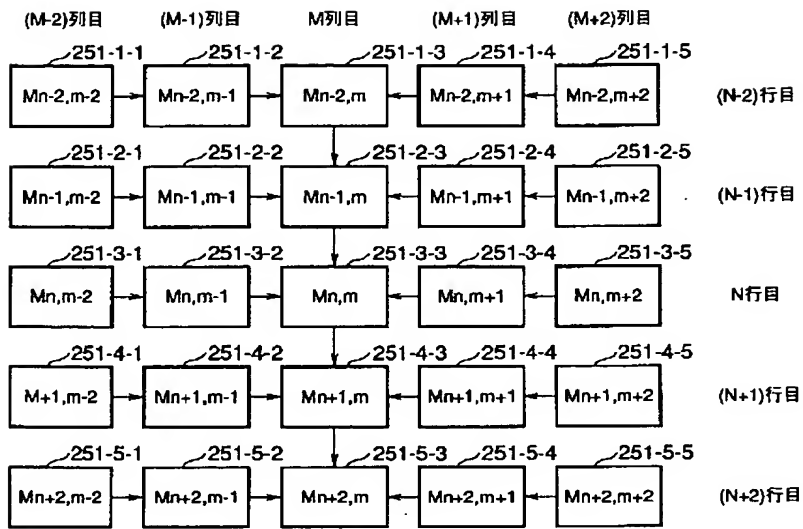 (M-2)列目 (M-1)列目 M列目 (M+1)列目 (M+2)列目
251-1-1 251-1-2 251-1-3 251-1-4 251-1-5
Mn-2,m-2 Mn-2,m-1 Mn-2,m Mn-2,m+1 Mn-2,m+2 (N-2)行目
251-2-1 251-2-2 251-2-3 251-2-4 251-2-5
Mn-1,m-2 Mn-1,m-1 Mn-1,m Mn-1,m+1 Mn-1,m+2 (N-1)行目
251-3-1 251-3-2 251-3-3 251-3-4 251-3-5
Mn,m-2 Mn,m-1 Mn,m Mn,m+1 Mn,m+2 N行目
251-4-1 251-4-2 251-4-3 251-4-4 251-4-5
M+1,m-2 Mn+1,m-1 Mn+1,m Mn+1,m+1 Mn+1,m+2 (N+1)行目
251-5-1 251-5-2 251-5-3 251-5-4 251-5-5
Mn+2,m-2 Mn+2,m-1 Mn+2,m Mn+2,m+1 Mn+2,m+2 (N+2)行目